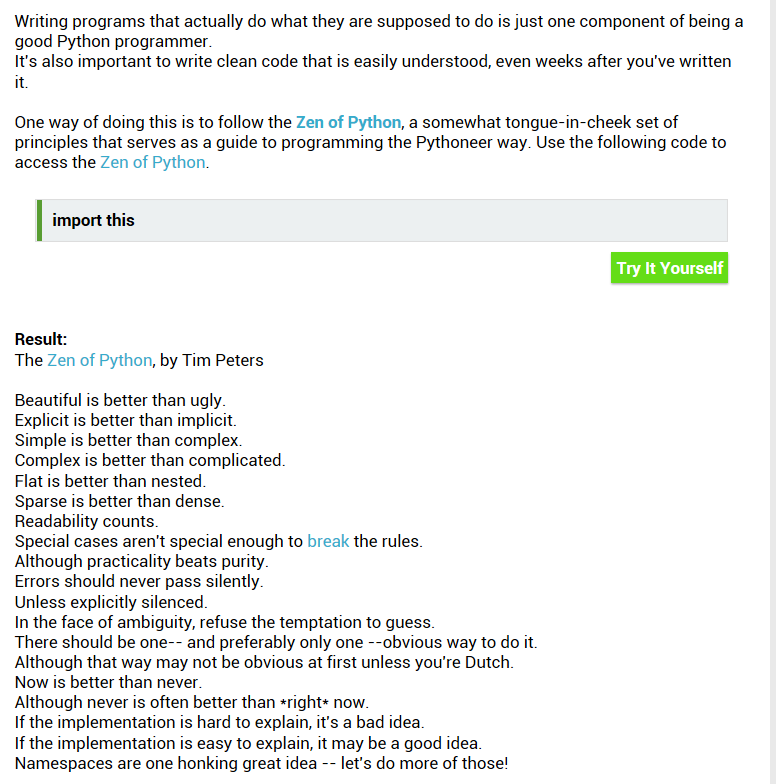 Writing programs that actually do what they are supposed to do is just one component of being a
good Python programmer.
It's also important to write clean code that is easily understood, even weeks after you've written
it.
One way of doing this is to follow the Zen of Python, a somewhat tongue-in-cheek set of
principles that serves as a guide to programming the Pythoneer way. Use the following code to
access the Zen of Python.
import this
Try It Yourself
Result:
The Zen of Python, by Tim Peters
Beautiful is better than ugly.
Explicit is better than implicit.
Simple is better than complex.
Complex is better than complicated.
Flat is better than nested.
Sparse is better than dense.
Readability counts.
Special cases aren't special enough to break the rules.
Although practicality beats purity.
Errors should never pass silently.
Unless explicitly silenced.
In the face of ambiguity, refuse the temptation to guess.
There should be one-- and preferably only one --obvious way to do it.
Although that way may not be obvious at first unless you're Dutch.
Now is better than never.
Although never is often better than *right* now.
If the implementation is hard to explain, it's a bad idea.
If the implementation is easy to explain, it may be a good idea.
Namespaces are one honking great idea -- let's do more of those!